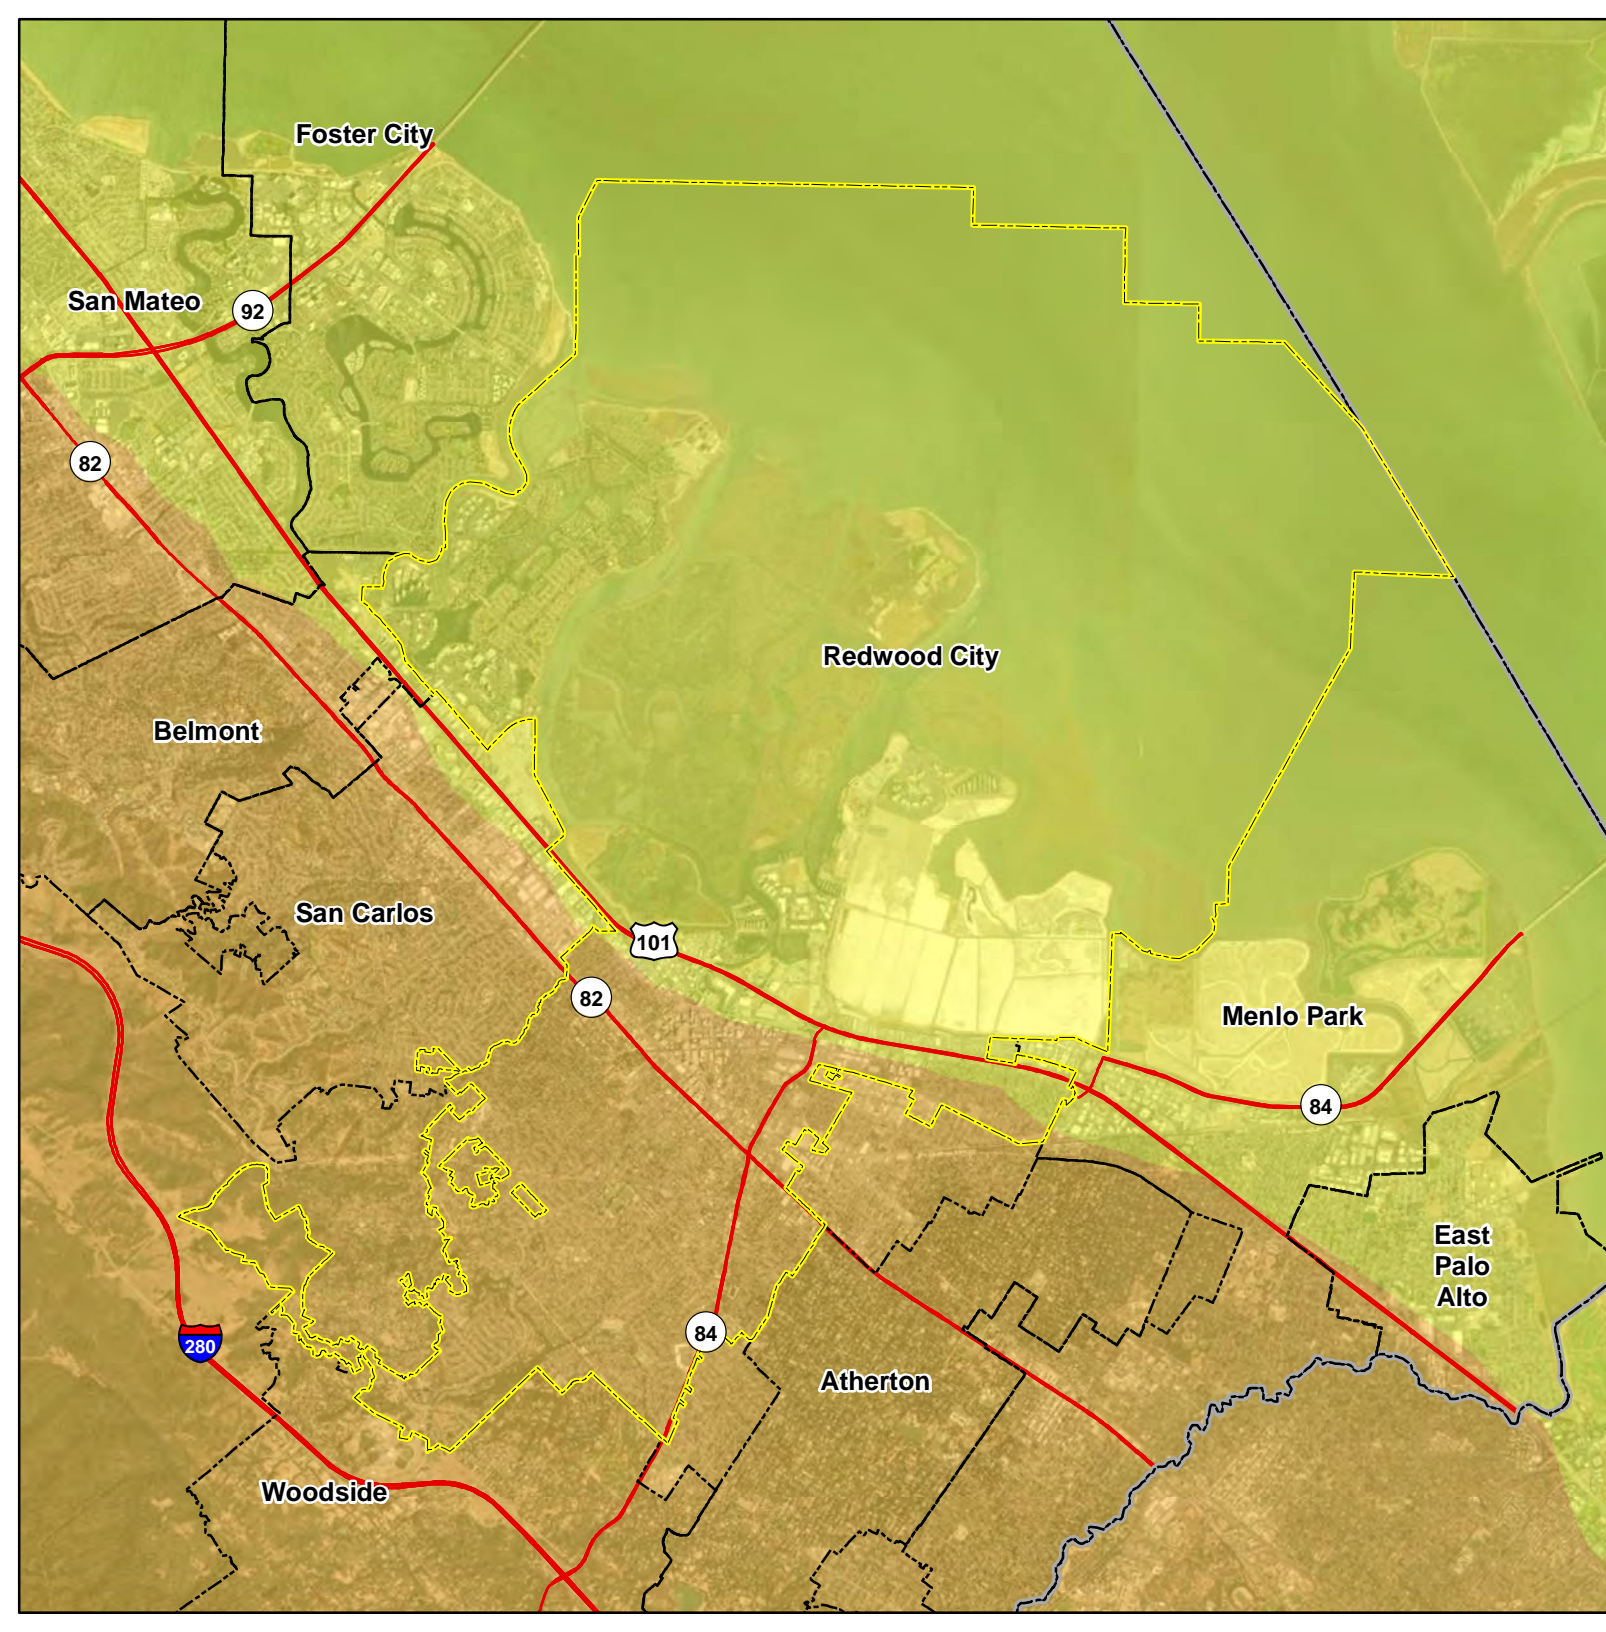 Foster City
San Mateo
92
82
Redwood City
Belmont
San Carlos
101
82
Menlo Park
84
East
Palo
Alto
280
84
Atherton
Woodside